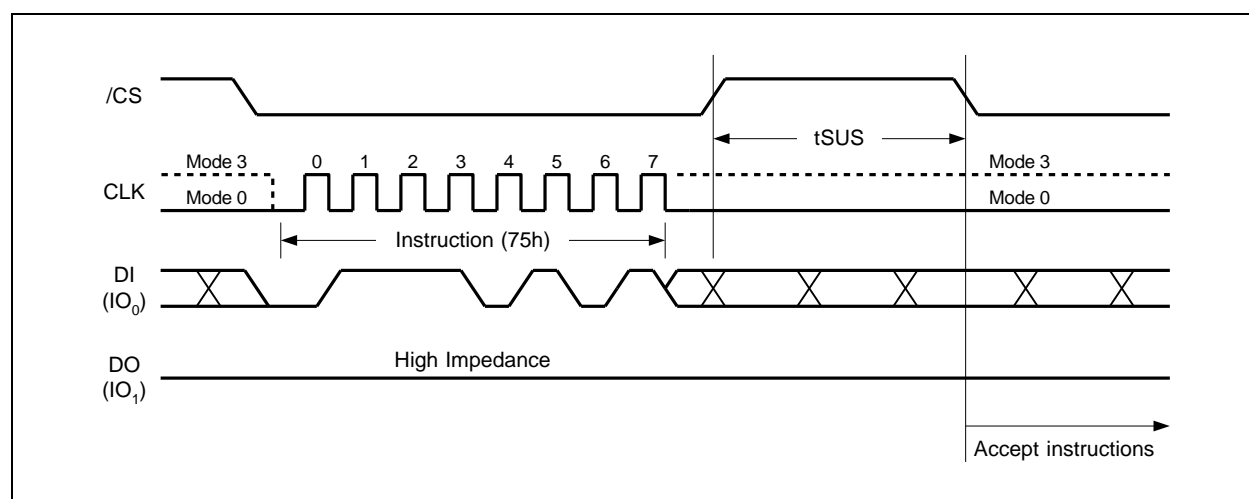 /CS
tSUS
Mode 3 0 1 2 3 4 5 6 7 Mode 3
CLK
Mode 0 Mode 0
Instruction (75h)
DI
(IO0)
High Impedance
DO
(IO1)
Accept instructions